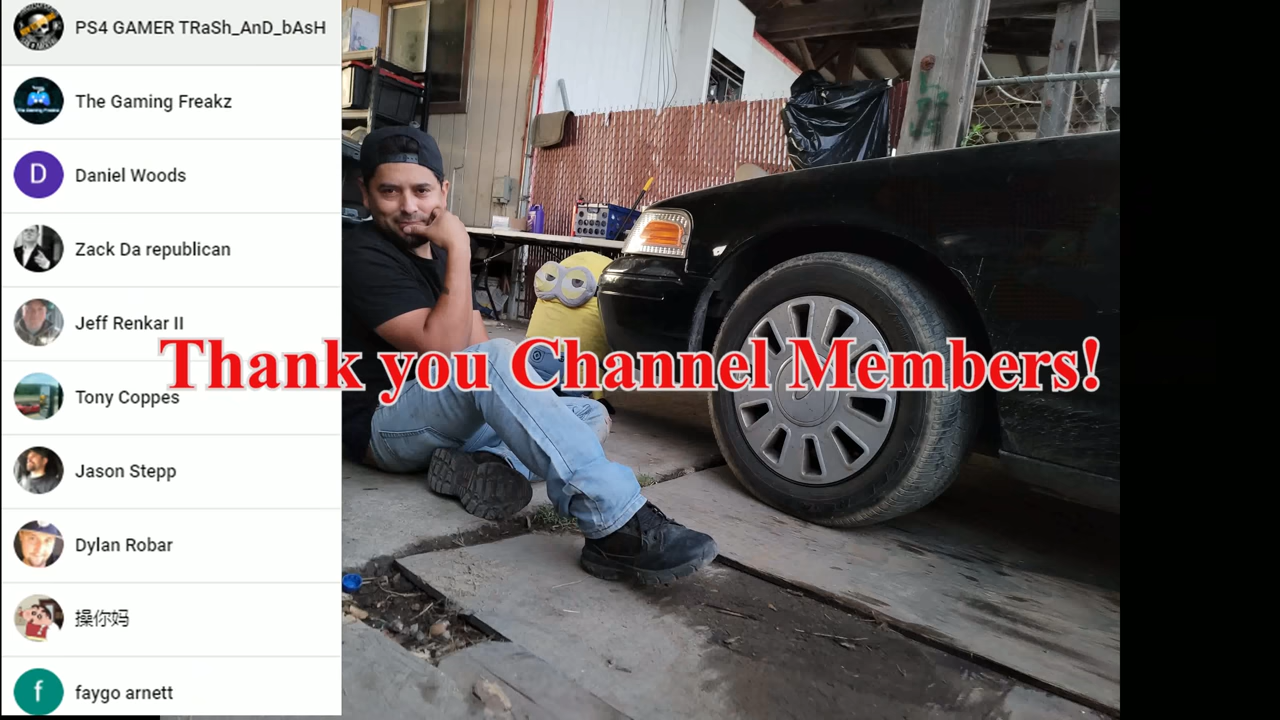 PS4 GAMER TRaSh_AnD_bAsH
The Gaming Freakz
D
Daniel Woods
Zack Da republican
Jeff Renkar II
Thank you Channel Members!
Tony Coppes
Jason Stepp
Dylan Robar
操你妈
f
faygo arnett